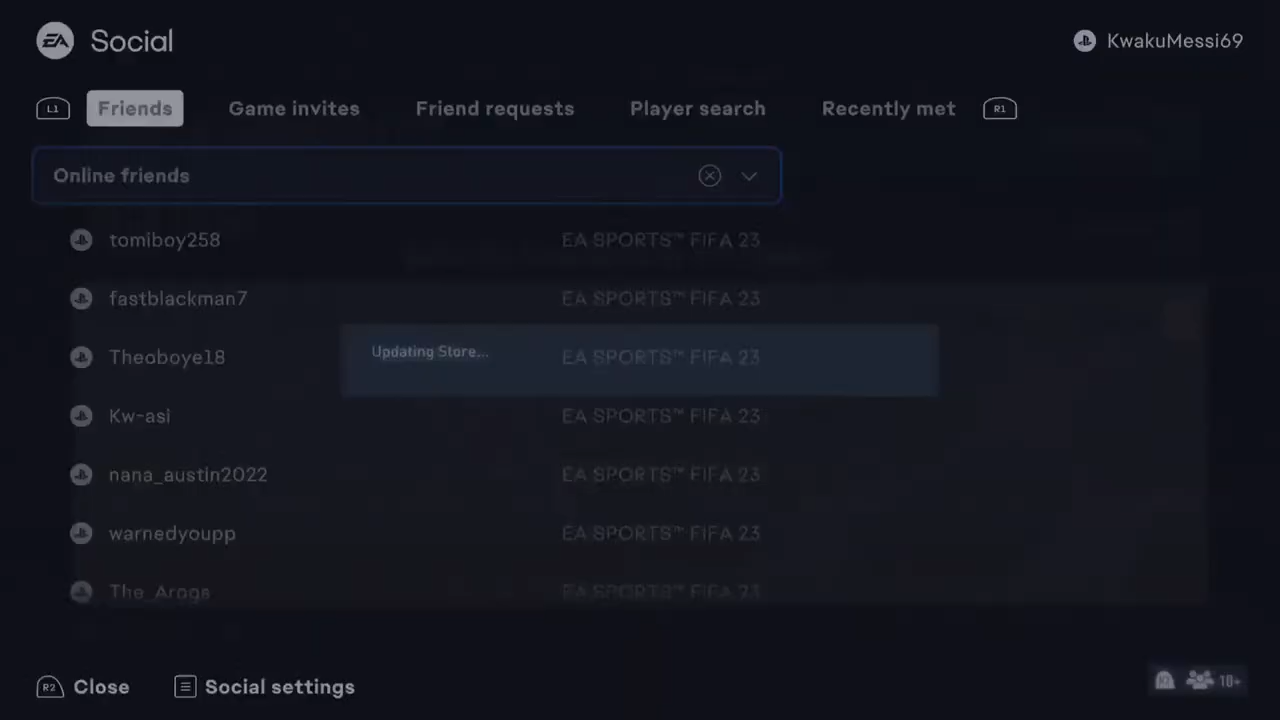 EA Social
KwakuMessi69
L1 Friends Game invites Friend requests Player search Recently met R1
Online friends
tomiboy258 EA SPORTS™ FIFA 23
fastblackman7 EA SPORTS™ FIFA 23
Theoboye18 EA SPORTS™ FIFA 23
Updating Store...
Kw-asi EA SPORTS™ FIFA 23
nana_austin2022 EA SPORTS™ FIFA 23
warnedyoupp EA SPORTS™ FIFA 23
The_Arogs EA SPORTS™ FIFA 23
R2 Close Social settings
R2 10+